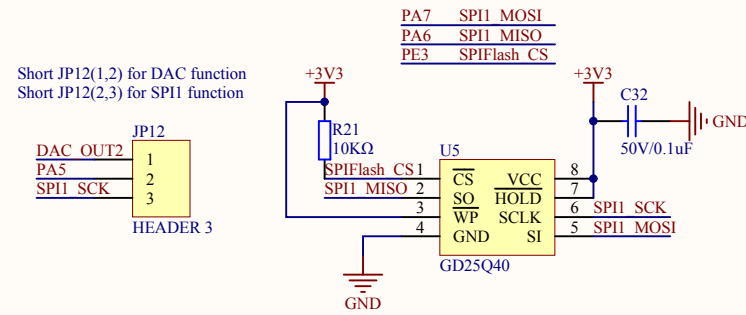 PA7 SPI1_MOSI
PA6 SPI1_MISO
PE3 SPIFlash_CS
Short JP12(1,2) for DAC function
Short JP12(2,3) for SPI1 function
+3V3
+3V3
C32
GND
50V/0.1uF
R21
10KΩ
JP12
DAC_OUT2 1
PA5 2
SPI1_SCK 3
HEADER 3
U5
SPIFlash_CS 1 CS VCC 8
SPI1_MISO 2 SO HOLD 7
3 WP SCLK 6 SPI1_SCK
4 GND SI 5 SPI1_MOSI
GD25Q40
GND